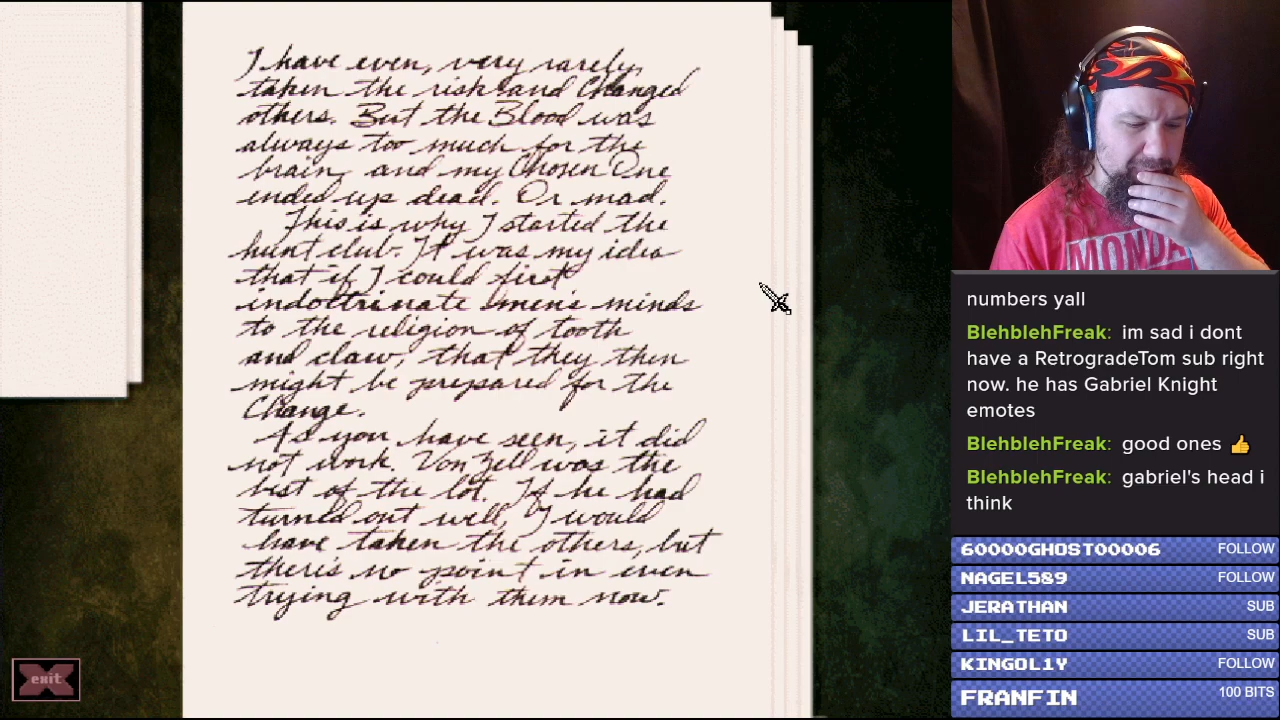 I have even, very rarely,
taken the risk and Changed
others. But the Blood was
always too much for the
brain, and my Chosen One
ended up dead. Or mad.
This is why I started the
hunt club. It was my idea
that if I could first
indoctrinate men's minds
to the religion of tooth
and claw, that they then
might be prepared for the
Change.
As you have seen, it did
not work. Von Zell was the
best of the lot. If he had
turned out well, I would
have taken the others, but
there's no point in even
trying with them now.
exit
MONDA
numbers yall
BlehblehFreak: im sad i dont
have a RetrogradeTom sub right
now. he has Gabriel Knight
emotes
BlehblehFreak: good ones 👍
BlehblehFreak: gabriel's head i
think
60000GHOST00006 FOLLOW
NAGEL589 FOLLOW
JERATHAN SUB
LIL_TETO SUB
KINGOL1Y FOLLOW
FRANFIN 100 BITS